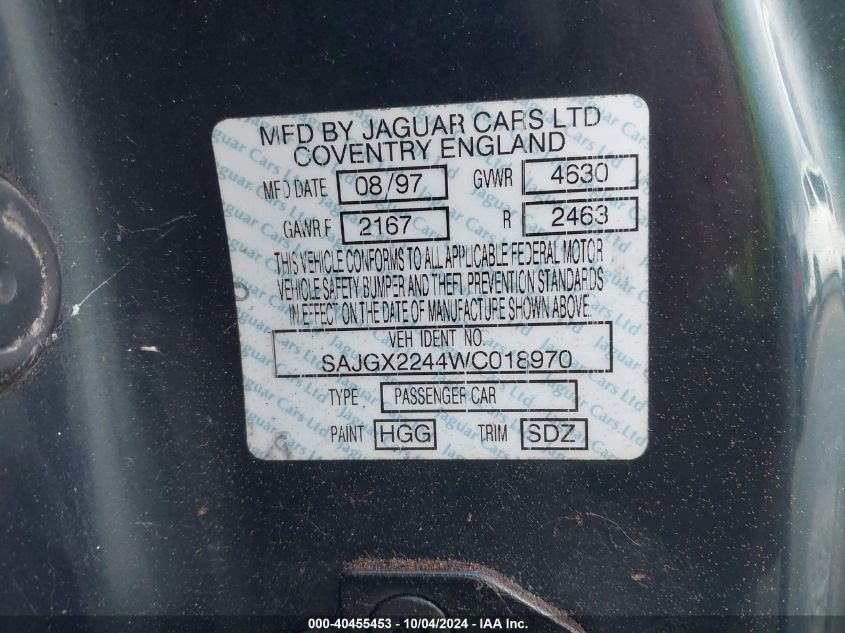 MFD BY JAGUAR CARS LTD
COVENTRY ENGLAND
MFD DATE 08/97 GVWR 4630
GAWR F 2167 R 2463
THIS VEHICLE CONFORMS TO ALL APPLICABLE FEDERAL MOTOR
VEHICLE SAFETY, BUMPER AND THEFT PREVENTION STANDARDS
IN EFFECT ON THE DATE OF MANUFACTURE SHOWN ABOVE.
VEH IDENT NO.
SAJGX2244WC018970
TYPE PASSENGER CAR
PAINT HGG TRIM SDZ
000-40455453 - 10/04/2024 - IAA Inc.